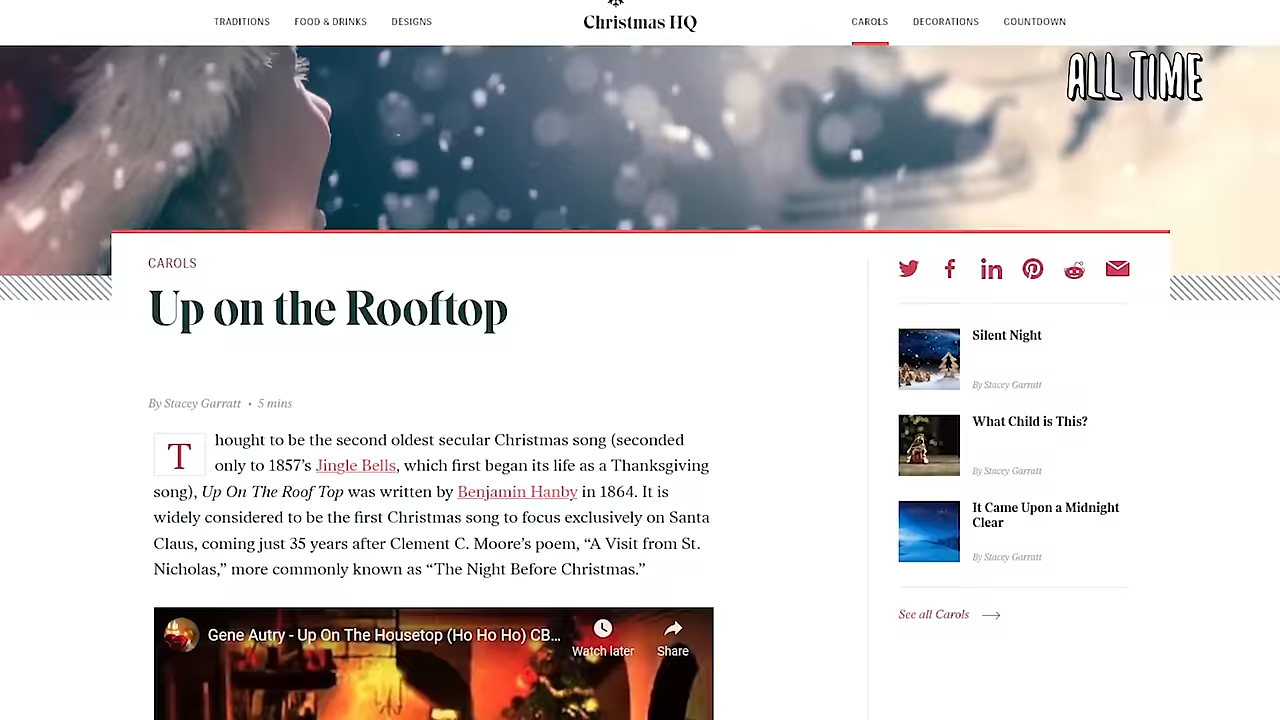 TRADITIONS FOOD & DRINKS DESIGNS Christmas HQ CAROLS DECORATIONS COUNTDOWN
ALL TIME
CAROLS
Up on the Rooftop
By Stacey Garratt • 5 mins
Thought to be the second oldest secular Christmas song (seconded
only to 1857’s Jingle Bells, which first began its life as a Thanksgiving
song), Up On The Roof Top was written by Benjamin Hanby in 1864. It is
widely considered to be the first Christmas song to focus exclusively on Santa
Claus, coming just 35 years after Clement C. Moore’s poem, “A Visit from St.
Nicholas,” more commonly known as “The Night Before Christmas.”
Gene Autry - Up On The Housetop (Ho Ho Ho) CB...
Watch later
Share
Silent Night
By Stacey Garratt
What Child is This?
By Stacey Garratt
It Came Upon a Midnight
Clear
By Stacey Garratt
See all Carols